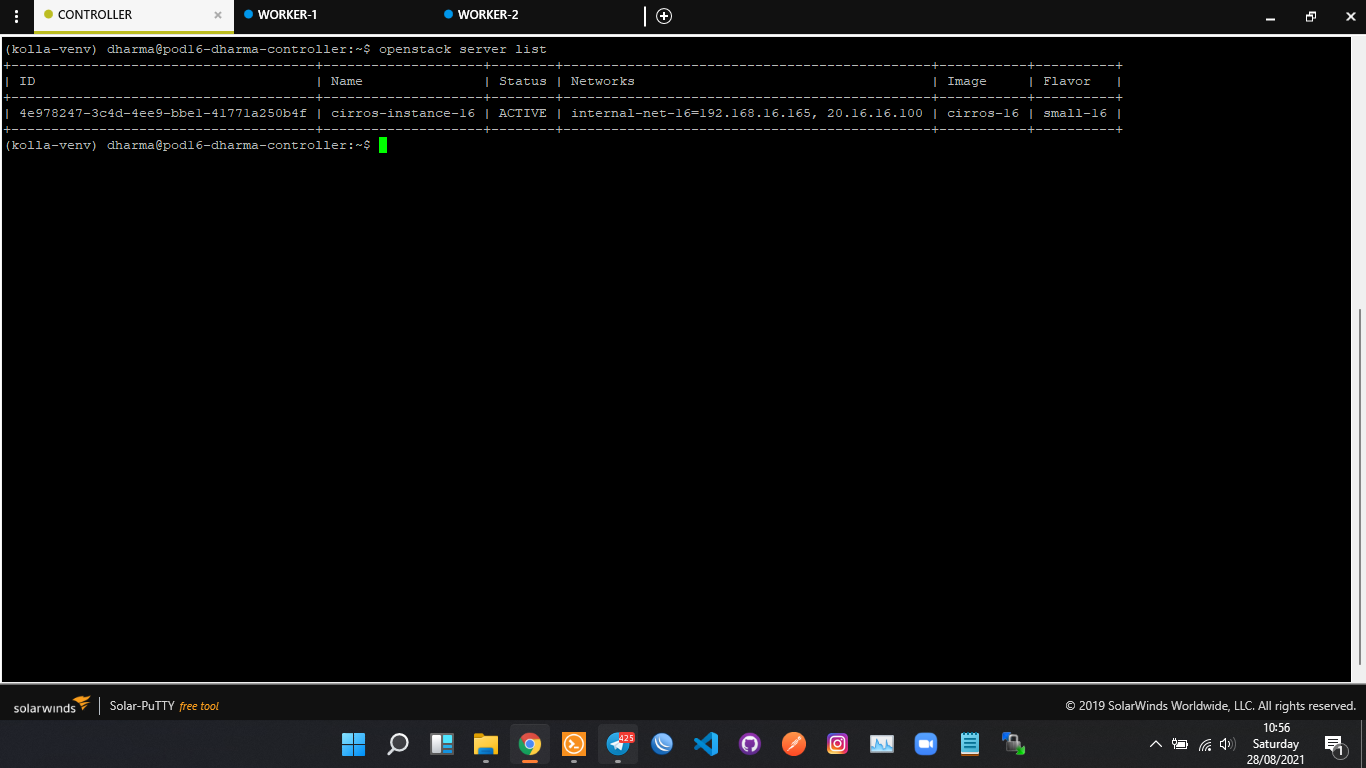 CONTROLLER × WORKER-1 WORKER-2
(kolla-venv) dharma@pod16-dharma-controller:~$ openstack server list
+--------------------------------------+--------------------+--------+----------------------------------------------+-----------+----------+
| ID | Name | Status | Networks | Image | Flavor |
+--------------------------------------+--------------------+--------+----------------------------------------------+-----------+----------+
| 4e978247-3c4d-4ee9-bbe1-41771a250b4f | cirros-instance-16 | ACTIVE | internal-net-16=192.168.16.165, 20.16.16.100 | cirros-16 | small-16 |
+--------------------------------------+--------------------+--------+----------------------------------------------+-----------+----------+
(kolla-venv) dharma@pod16-dharma-controller:~$
solarwinds Solar-PuTTY free tool © 2019 SolarWinds Worldwide, LLC. All rights reserved.
425
10:56
Saturday
28/08/2021
1